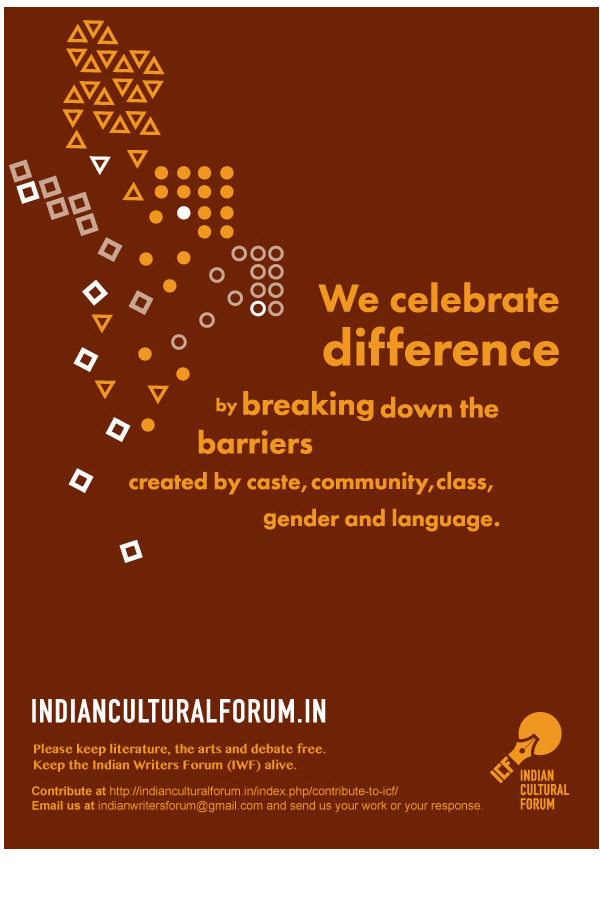 We celebrate
difference
by breaking down the
barriers
created by caste, community, class,
gender and language.
INDIANCULTURALFORUM.IN
Please keep literature, the arts and debate free.
Keep the Indian Writers Forum (IWF) alive.
Contribute at http://indianculturalforum.in/index.php/contribute-to-icf/
Email us at indianwritersforum@gmail.com and send us your work or your response.
ICF
INDIAN
CULTURAL
FORUM